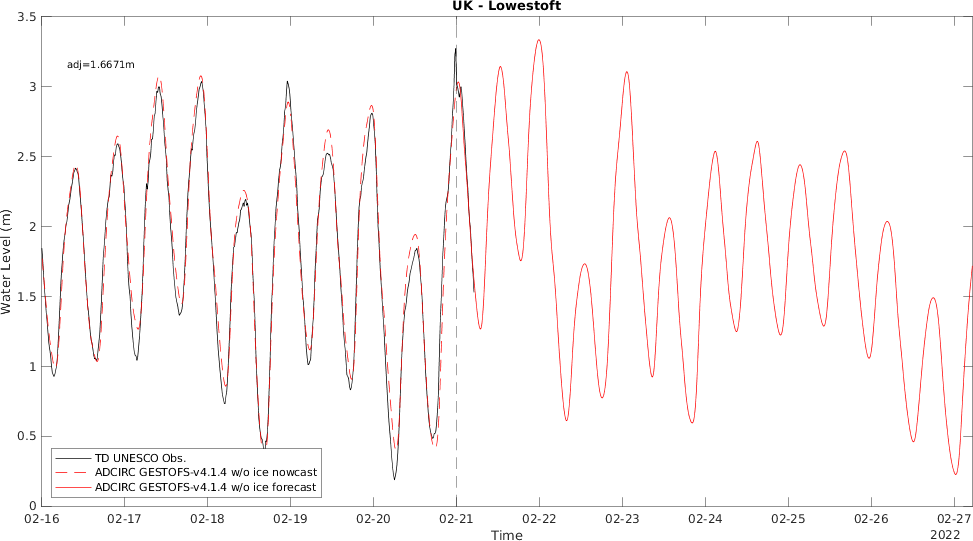 UK - Lowestoft
adj=1.6671m
3.5
3
2.5
2
1.5
1
0.5
0
Water Level (m)
TD UNESCO Obs.
ADCIRC GESTOFS-v4.1.4 w/o ice nowcast
ADCIRC GESTOFS-v4.1.4 w/o ice forecast
02-16 02-17 02-18 02-19 02-20 02-21 02-22 02-23 02-24 02-25 02-26 02-27
Time
2022